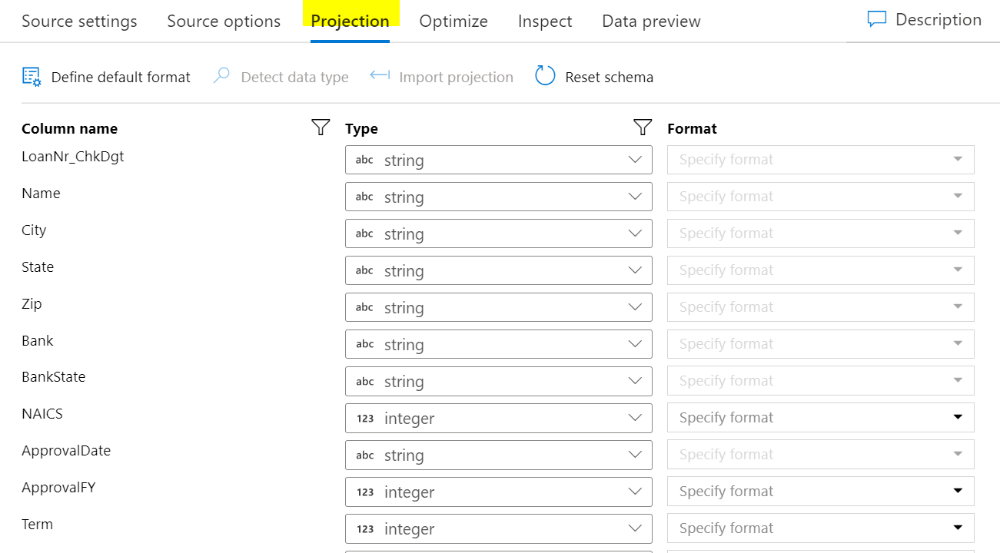 Source settings Source options Projection Optimize Inspect Data preview Description
Define default format Detect data type Import projection Reset schema
Column name Type Format
LoanNr_ChkDgt abc string Specify format
Name abc string Specify format
City abc string Specify format
State abc string Specify format
Zip abc string Specify format
Bank abc string Specify format
BankState abc string Specify format
NAICS 123 integer Specify format
ApprovalDate abc string Specify format
ApprovalFY 123 integer Specify format
Term 123 integer Specify format